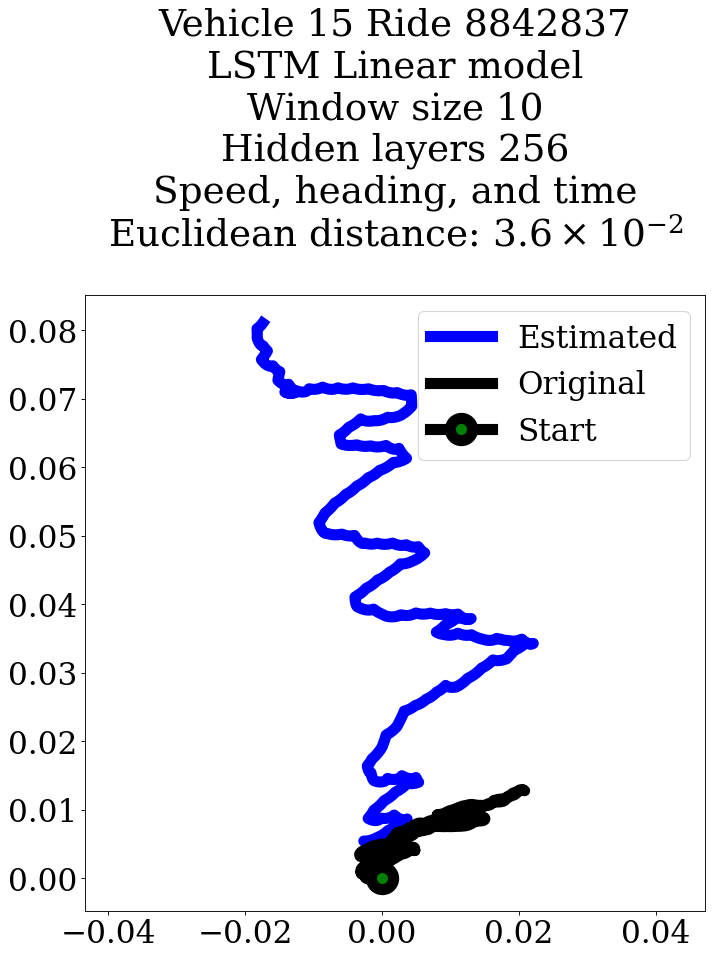 Vehicle 15 Ride 8842837
LSTM Linear model
Window size 10
Hidden layers 256
Speed, heading, and time
Euclidean distance: 3.6 × 10⁻²
Estimated
Original
Start
0.08
0.07
0.06
0.05
0.04
0.03
0.02
0.01
0.00
−0.04 −0.02 0.00 0.02 0.04